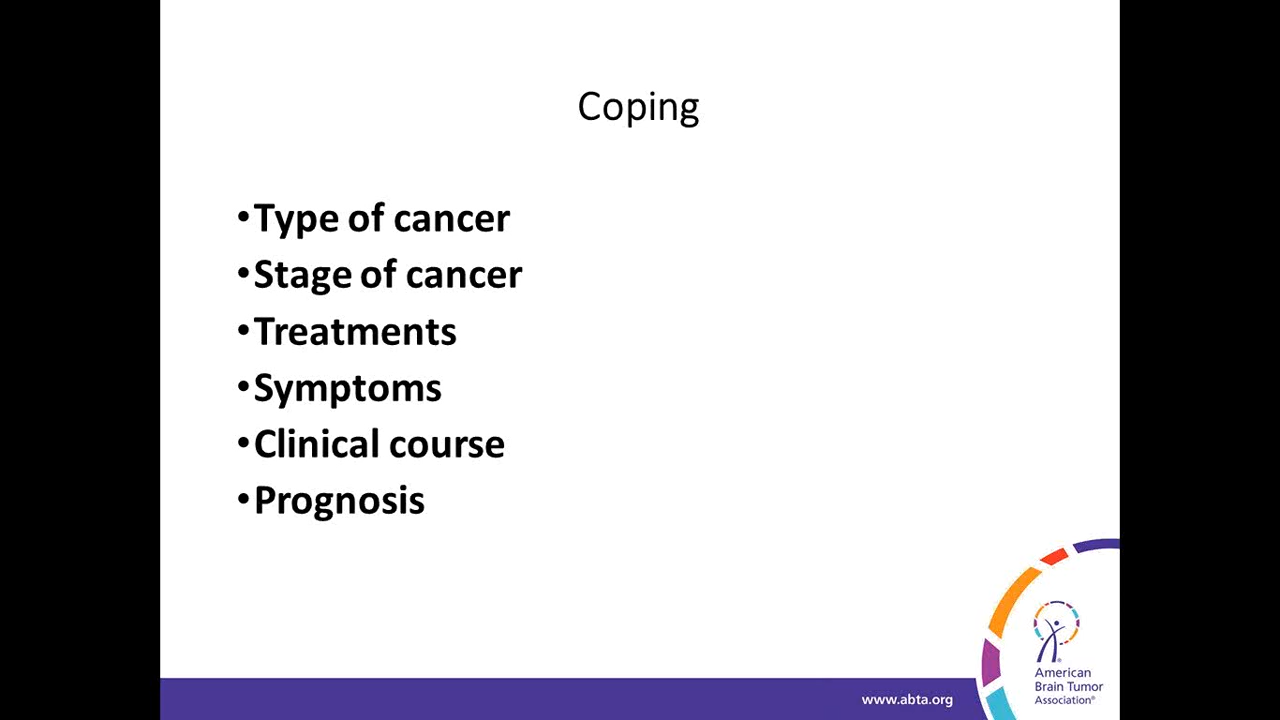 Coping
•Type of cancer
•Stage of cancer
•Treatments
•Symptoms
•Clinical course
•Prognosis
www.abta.org
American
Brain Tumor
Association®